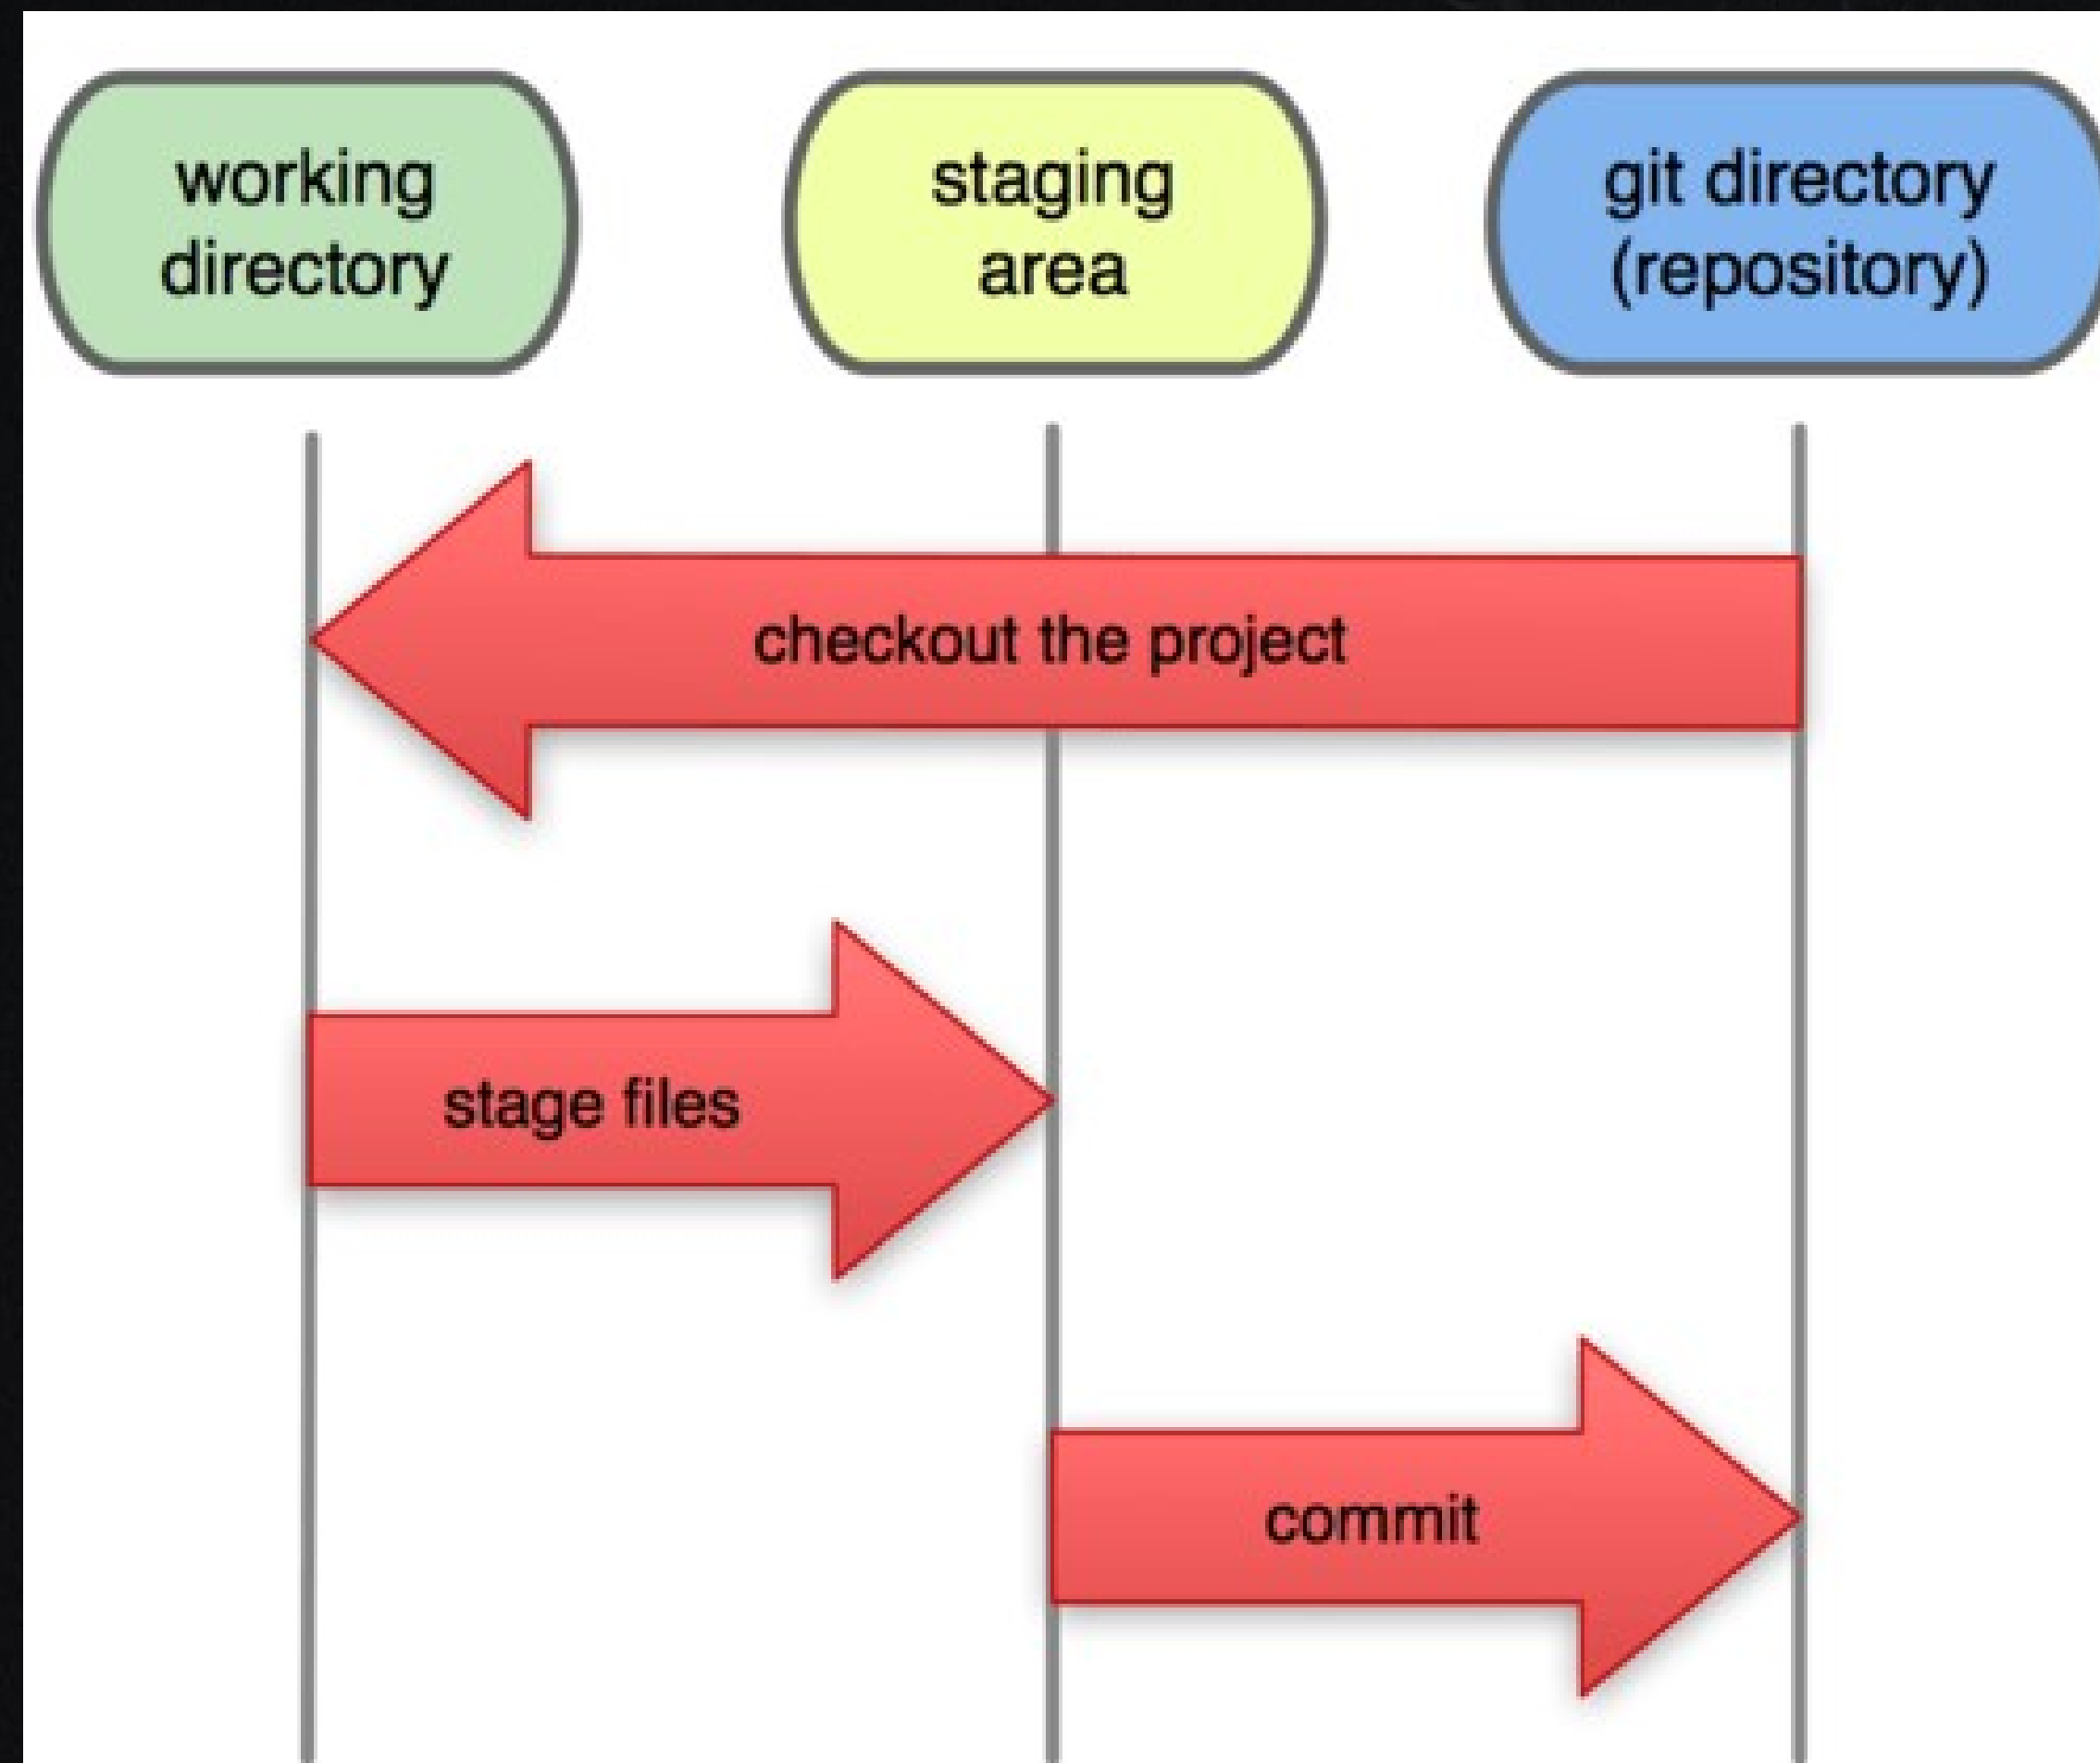 working
directory
staging
area
git directory
(repository)
checkout the project
stage files
commit